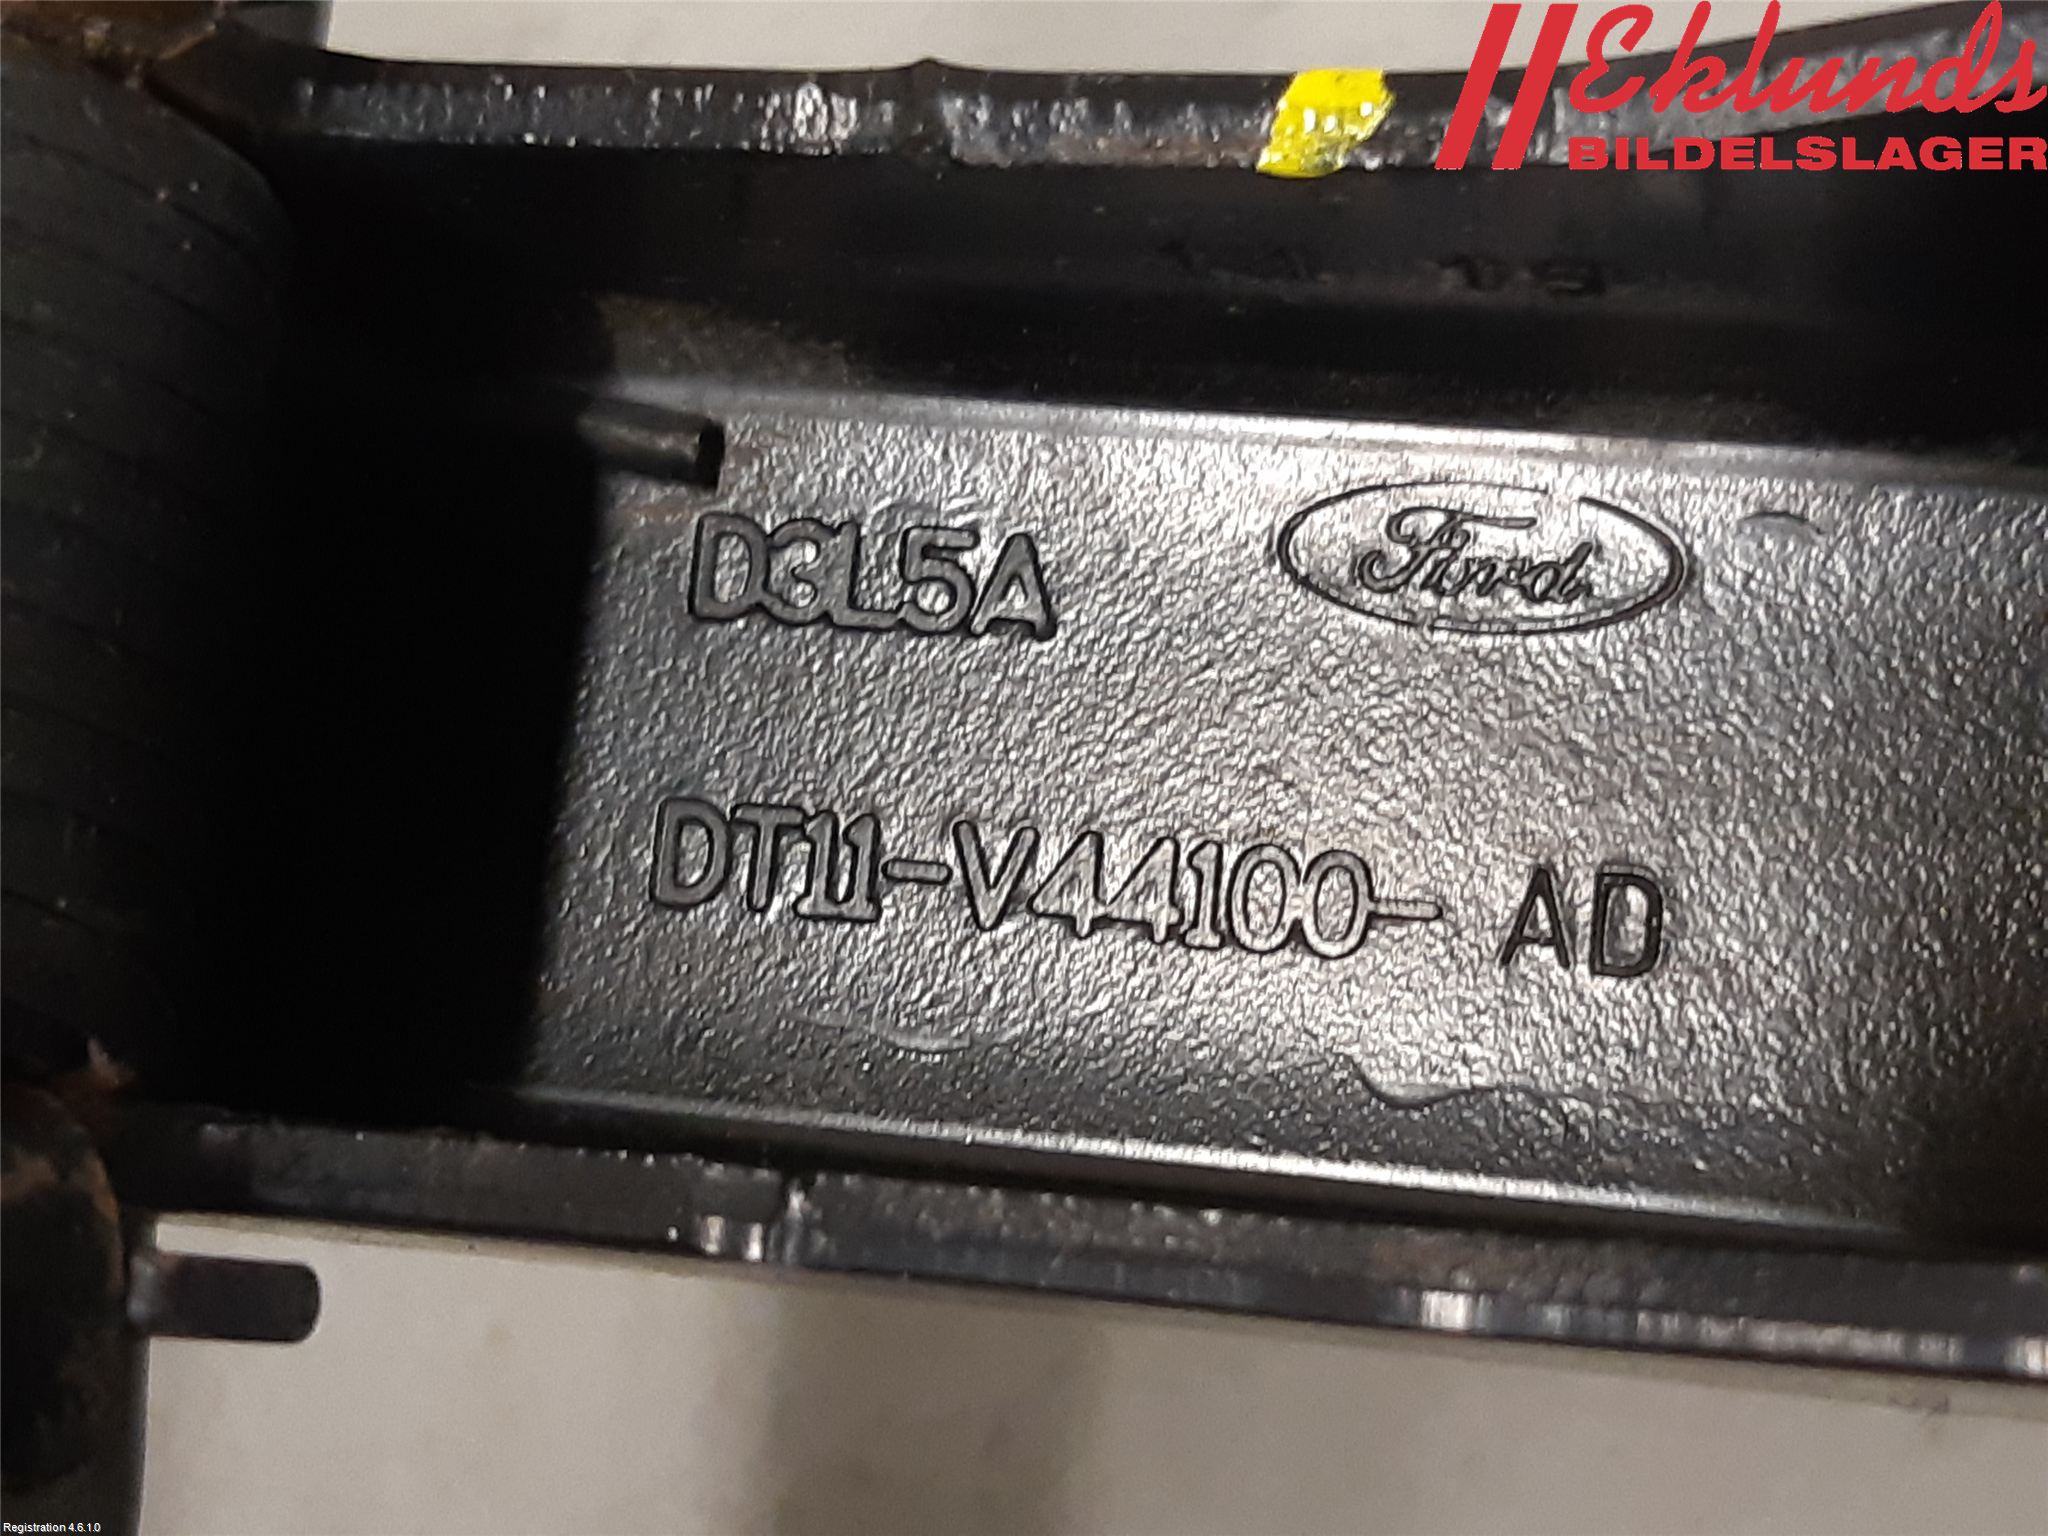 Eklunds
BILDELSLAGER
D3L5A
Ford
DT11-V44100- AD
Registration 4.6.1.0